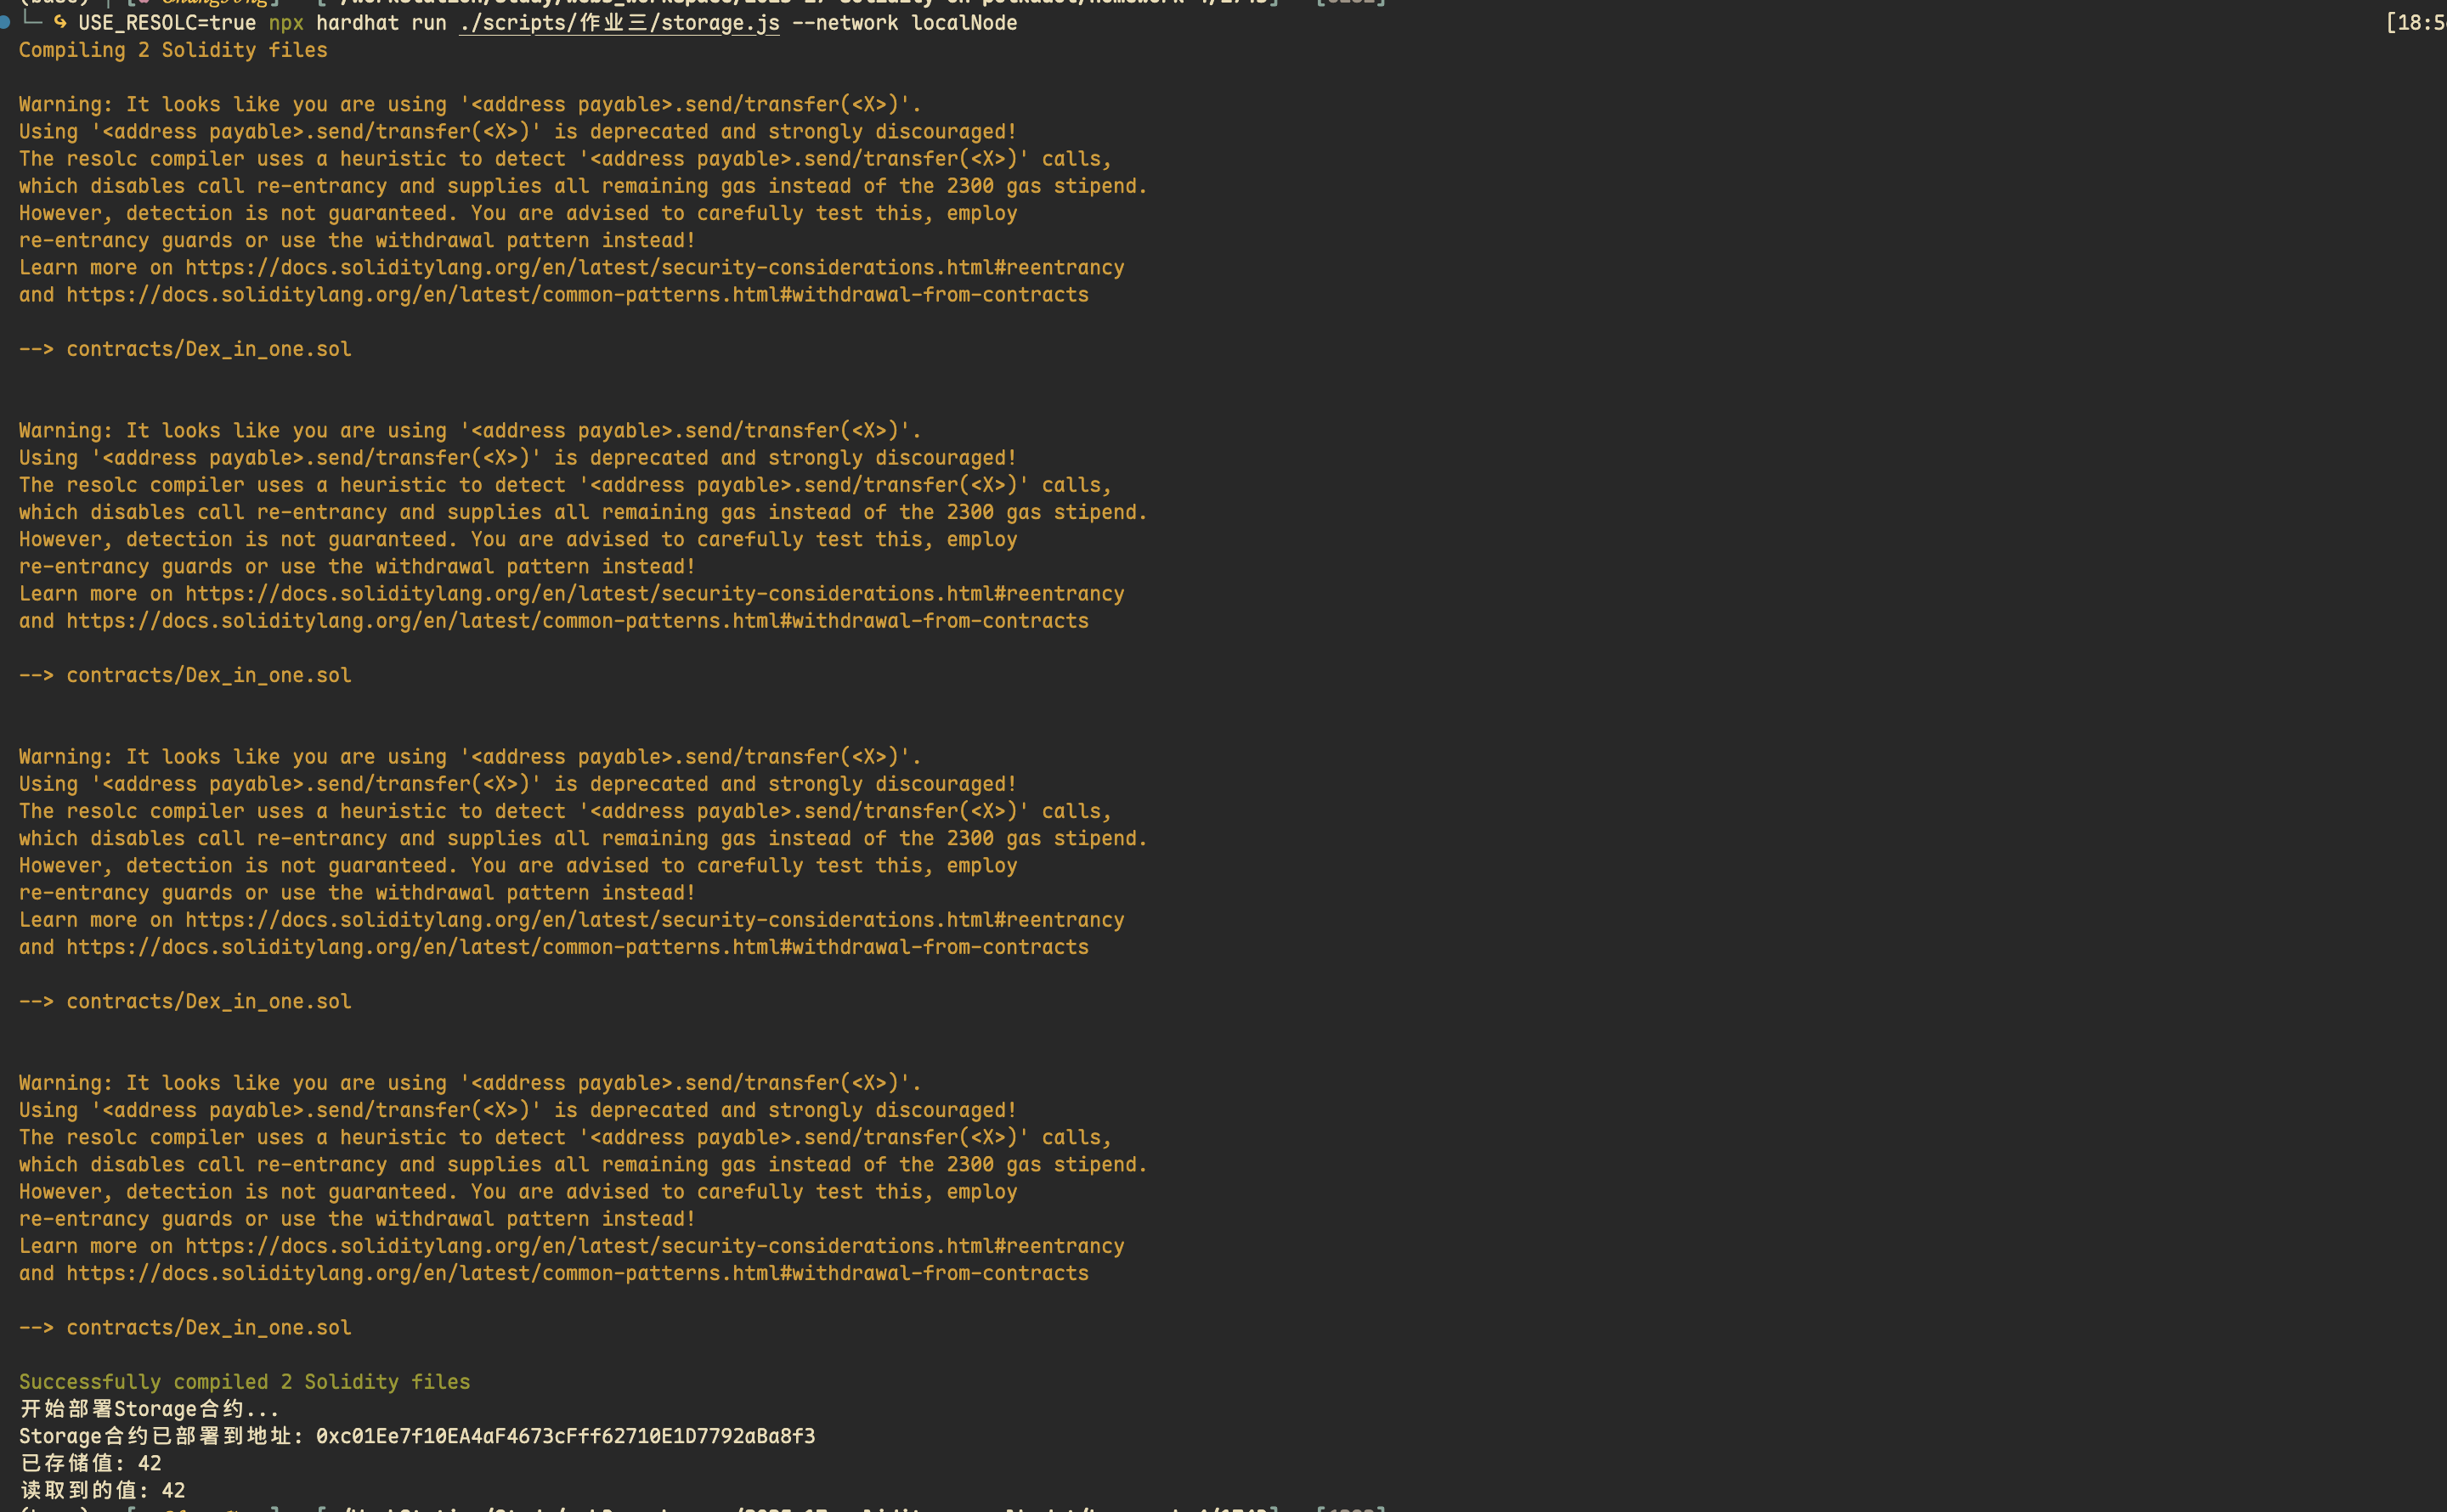 USE_RESOLC=true npx hardhat run ./scripts/作业三/storage.js --network localNode [18:5
Compiling 2 Solidity files
Warning: It looks like you are using '<address payable>.send/transfer(<X>)'.
Using '<address payable>.send/transfer(<X>)' is deprecated and strongly discouraged!
The resolc compiler uses a heuristic to detect '<address payable>.send/transfer(<X>)' calls,
which disables call re-entrancy and supplies all remaining gas instead of the 2300 gas stipend.
However, detection is not guaranteed. You are advised to carefully test this, employ
re-entrancy guards or use the withdrawal pattern instead!
Learn more on https://docs.soliditylang.org/en/latest/security-considerations.html#reentrancy
and https://docs.soliditylang.org/en/latest/common-patterns.html#withdrawal-from-contracts
--> contracts/Dex_in_one.sol
Warning: It looks like you are using '<address payable>.send/transfer(<X>)'.
Using '<address payable>.send/transfer(<X>)' is deprecated and strongly discouraged!
The resolc compiler uses a heuristic to detect '<address payable>.send/transfer(<X>)' calls,
which disables call re-entrancy and supplies all remaining gas instead of the 2300 gas stipend.
However, detection is not guaranteed. You are advised to carefully test this, employ
re-entrancy guards or use the withdrawal pattern instead!
Learn more on https://docs.soliditylang.org/en/latest/security-considerations.html#reentrancy
and https://docs.soliditylang.org/en/latest/common-patterns.html#withdrawal-from-contracts
--> contracts/Dex_in_one.sol
Warning: It looks like you are using '<address payable>.send/transfer(<X>)'.
Using '<address payable>.send/transfer(<X>)' is deprecated and strongly discouraged!
The resolc compiler uses a heuristic to detect '<address payable>.send/transfer(<X>)' calls,
which disables call re-entrancy and supplies all remaining gas instead of the 2300 gas stipend.
However, detection is not guaranteed. You are advised to carefully test this, employ
re-entrancy guards or use the withdrawal pattern instead!
Learn more on https://docs.soliditylang.org/en/latest/security-considerations.html#reentrancy
and https://docs.soliditylang.org/en/latest/common-patterns.html#withdrawal-from-contracts
--> contracts/Dex_in_one.sol
Warning: It looks like you are using '<address payable>.send/transfer(<X>)'.
Using '<address payable>.send/transfer(<X>)' is deprecated and strongly discouraged!
The resolc compiler uses a heuristic to detect '<address payable>.send/transfer(<X>)' calls,
which disables call re-entrancy and supplies all remaining gas instead of the 2300 gas stipend.
However, detection is not guaranteed. You are advised to carefully test this, employ
re-entrancy guards or use the withdrawal pattern instead!
Learn more on https://docs.soliditylang.org/en/latest/security-considerations.html#reentrancy
and https://docs.soliditylang.org/en/latest/common-patterns.html#withdrawal-from-contracts
--> contracts/Dex_in_one.sol
Successfully compiled 2 Solidity files
开始部署Storage合约...
Storage合约已部署到地址: 0xc01Ee7f10EA4aF4673cFff62710E1D7792aBa8f3
已存储值: 42
读取到的值: 42